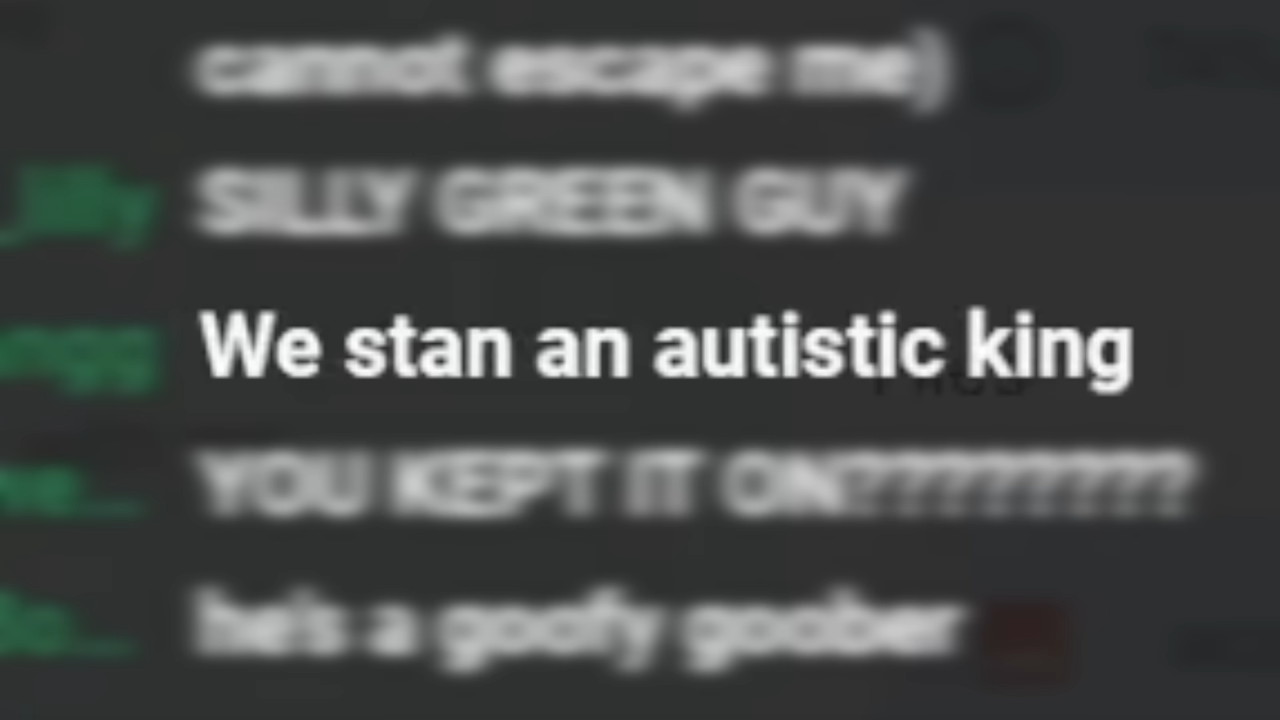 cannot escape me)
SILLY GREEN GUY
We stan an autistic king
YOU KEPT IT ON?????????
he's a goofy goober